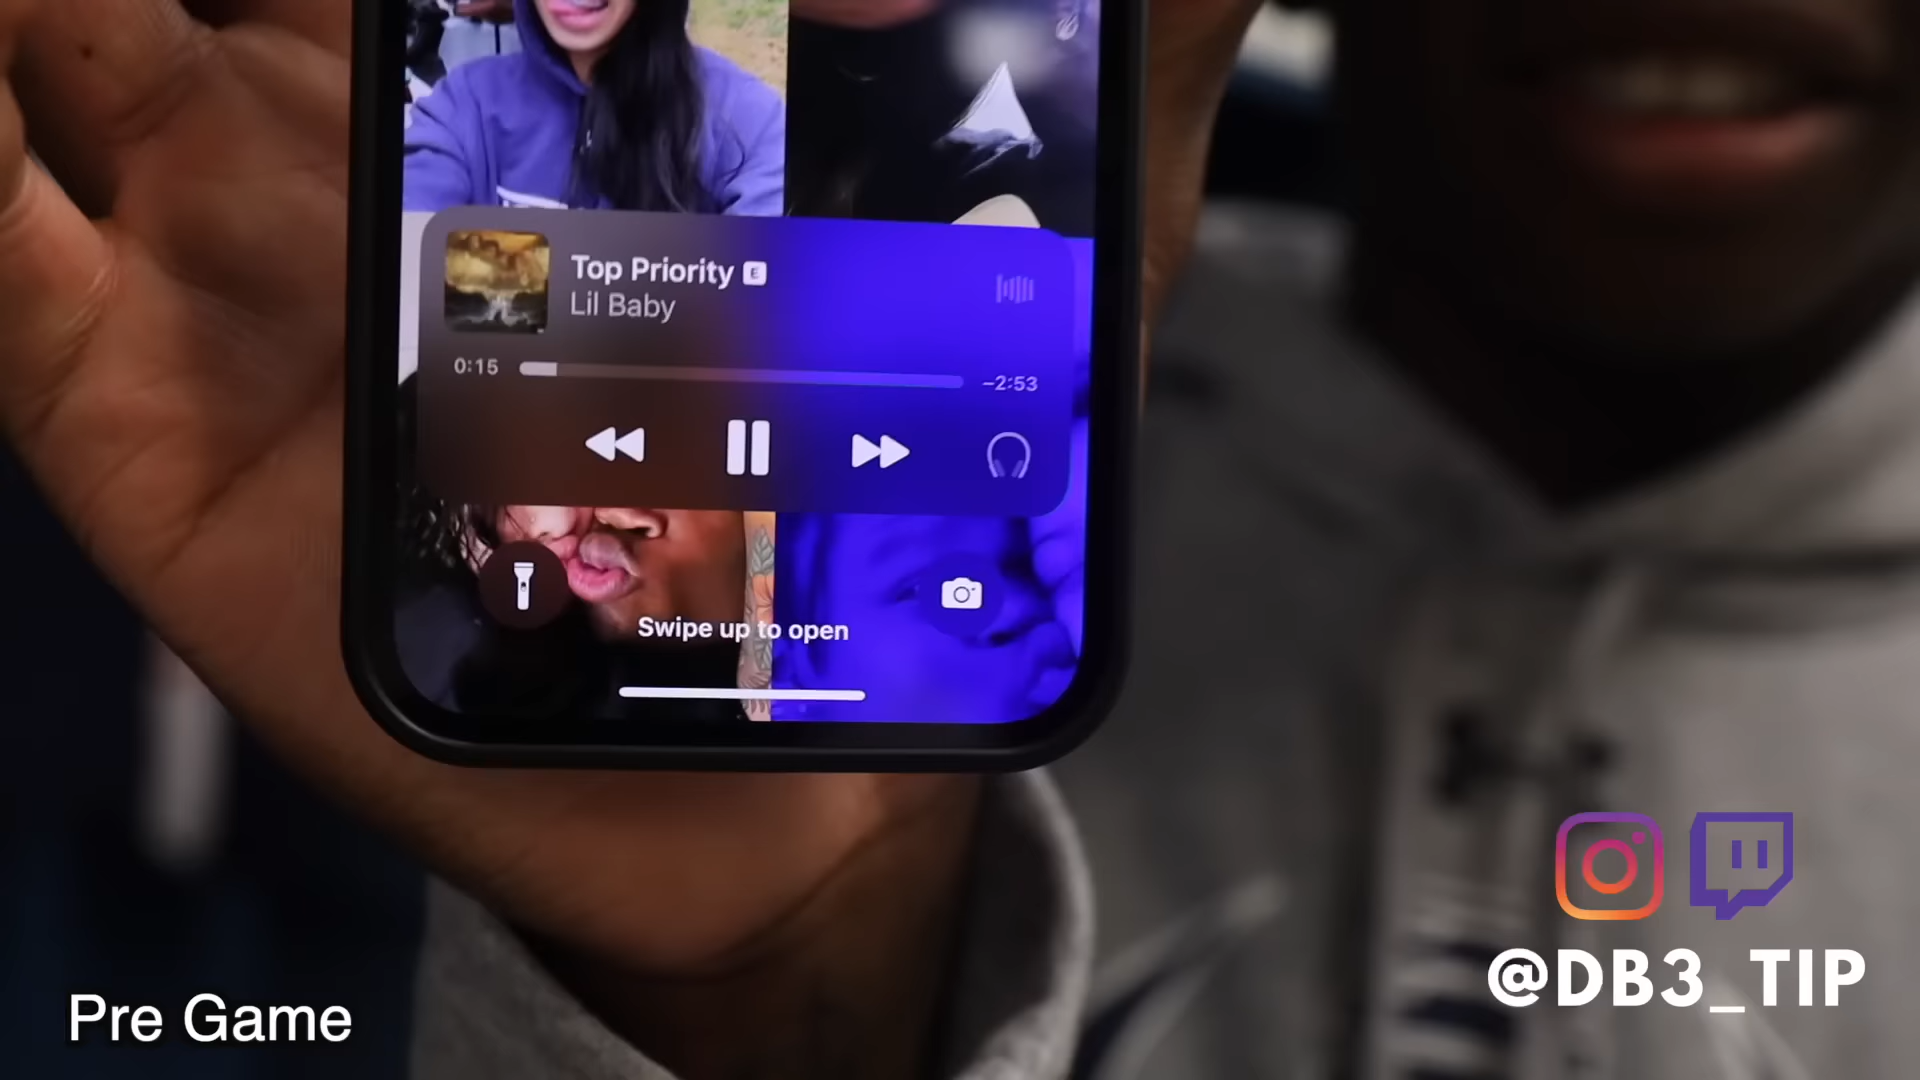 Top Priority E
Lil Baby
0:15
-2:53
Swipe up to open
@DB3_TIP
Pre Game